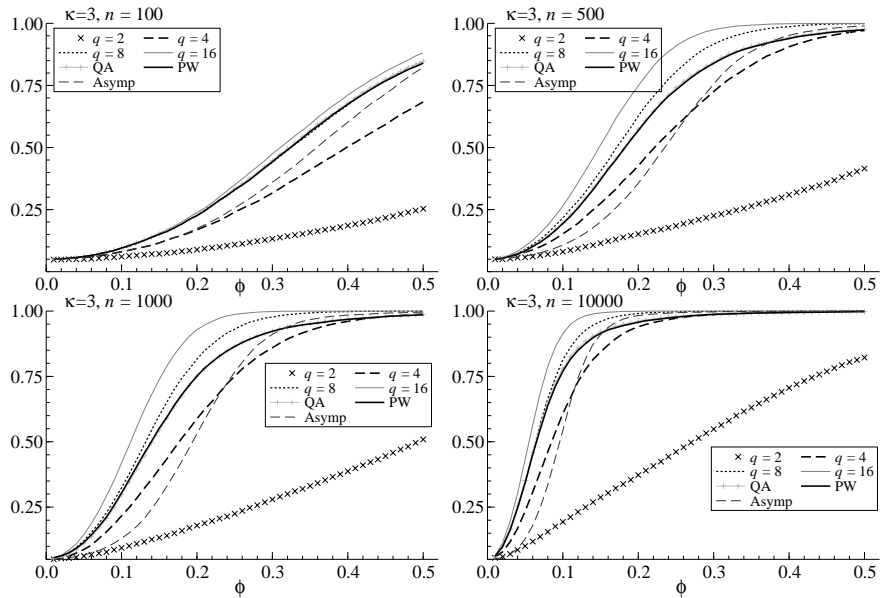 κ=3, n = 100
q = 2 q = 4
q = 8 q = 16
QA PW
Asymp
1.00
0.75
0.50
0.25
0.0 0.1 0.2 0.3 0.4 0.5
ϕ
κ=3, n = 500
q = 2 q = 4
q = 8 q = 16
QA PW
Asymp
1.00
0.75
0.50
0.25
0.0 0.1 0.2 0.3 0.4 0.5
ϕ
κ=3, n = 1000
q = 2 q = 4
q = 8 q = 16
QA PW
Asymp
1.00
0.75
0.50
0.25
0.0 0.1 0.2 0.3 0.4 0.5
ϕ
κ=3, n = 10000
q = 2 q = 4
q = 8 q = 16
QA PW
Asymp
1.00
0.75
0.50
0.25
0.0 0.1 0.2 0.3 0.4 0.5
ϕ